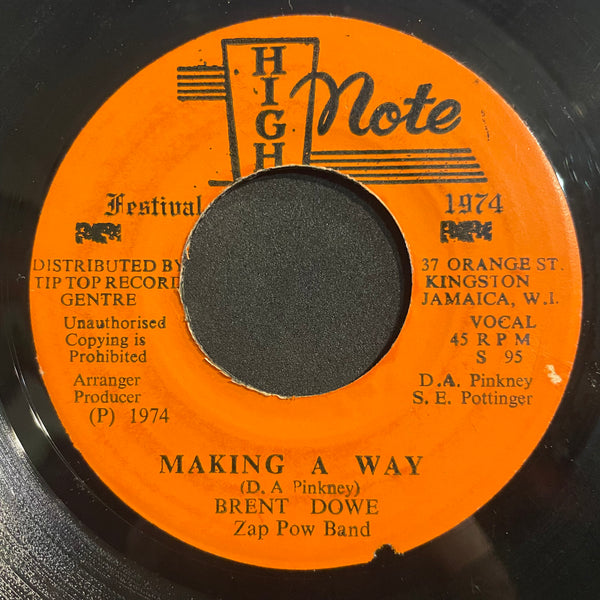 HIGH Note
Festival 1974
DISTRIBUTED BY
TIP TOP RECORD
GENTRE
37 ORANGE ST.
KINGSTON
JAMAICA, W.I.
Unauthorised
Copying is
Prohibited
VOCAL
45 RPM
S 95
Arranger D.A. Pinkney
Producer S. E. Pottinger
(P) 1974
MAKING A WAY
(D. A Pinkney)
BRENT DOWE
Zap Pow Band